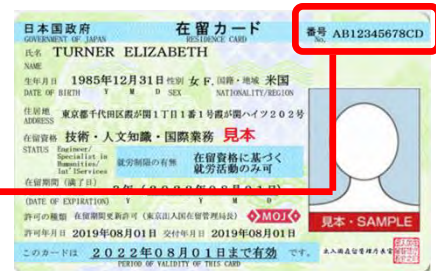 日本国政府 在留カード 番号 AB12345678CD
GOVERNMENT OF JAPAN RESIDENCE CARD No.
氏名 TURNER ELIZABETH
NAME
生年月日 1985年12月31日 性別 女 F. 国籍・地域 米国
DATE OF BIRTH Y M D SEX NATIONALITY/REGION
住居地 東京都千代田区霞が関1丁目1番1号霞が関ハイツ202号
ADDRESS
在留資格 技術・人文知識・国際業務 見本
STATUS Engineer/
Specialist in
Humanities/
Int'lServices
就労制限の有無 在留資格に基づく
就労活動のみ可
在留期間(満了日)
(DATE OF EXPIRATION) Y M D
許可の種類 在留期間更新許可(東京出入国在留管理局長) MOJ
許可年月日 2019年08月01日 交付年月日 2019年08月01日
見本・SAMPLE
このカードは 2022年08月01日まで有効 です。
PERIOD OF VALIDITY OF THIS CARD